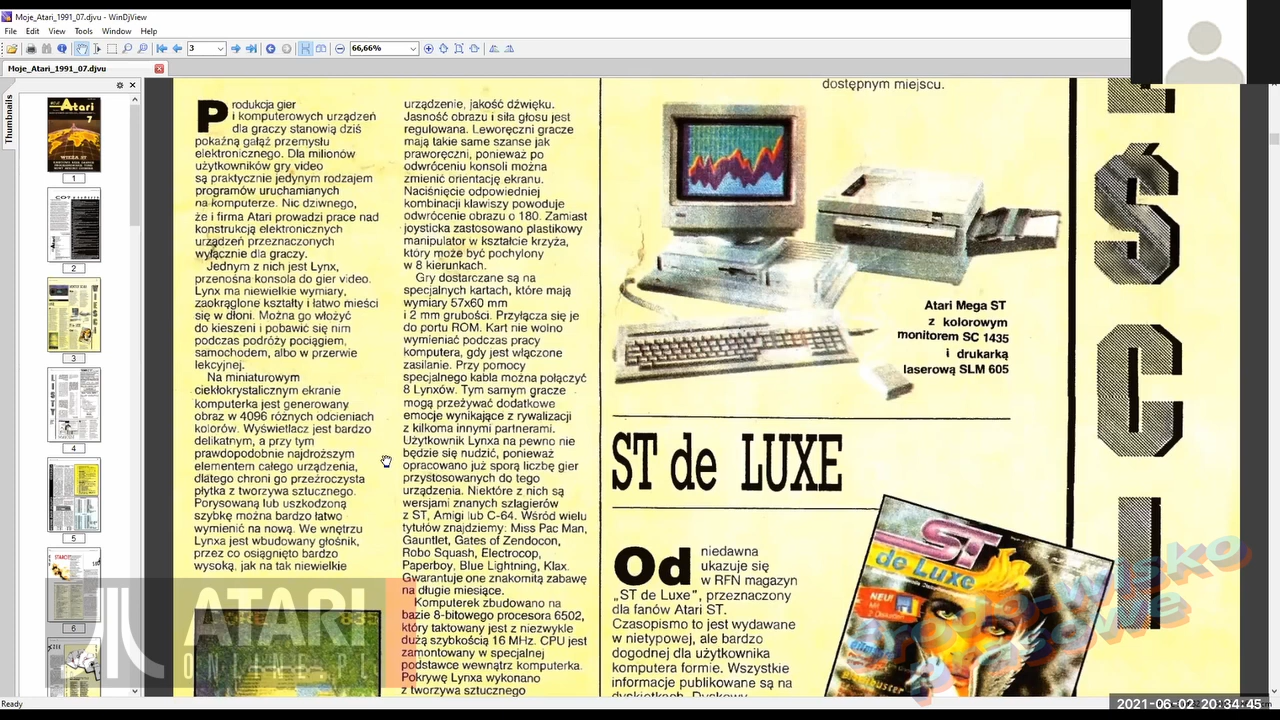 Moje_Atari_1991_07.djvu - WinDjView
File Edit View Tools Window Help
3
66,66%
Moje_Atari_1991_07.djvu
Thumbnails
1
2
3
4
5
6
Produkcja gier
i komputerowych urządzeń
dla graczy stanowią dziś
pokaźną gałąź przemysłu
elektronicznego. Dla milionów
użytkowników gry video
są praktycznie jedynym rodzajem
programów uruchamianych
na komputerze. Nic dziwnego,
że i firma Atari prowadzi prace nad
konstrukcją elektronicznych
urządzeń przeznaczonych
wyłącznie dla graczy.
Jednym z nich jest Lynx,
przenośna konsola do gier video.
Lynx ma niewielkie wymiary,
zaokrąglone kształty i łatwo mieści
się w dłoni. Można go włożyć
do kieszeni i pobawić się nim
podczas podróży pociągiem,
samochodem, albo w przerwie
lekcyjnej.
Na miniaturowym
ciekłokrystalicznym ekranie
komputerka jest generowany
obraz w 4096 różnych odcieniach
kolorów. Wyświetlacz jest bardzo
delikatnym, a przy tym
prawdopodobnie najdroższym
elementem całego urządzenia,
dlatego chroni go przeźroczysta
płytka z tworzywa sztucznego.
Porysowaną lub uszkodzoną
szybkę można bardzo łatwo
wymienić na nową. We wnętrzu
Lynxa jest wbudowany głośnik,
przez co osiągnięto bardzo
wysoką, jak na tak niewielkie
urządzenie, jakość dźwięku.
Jasność obrazu i siła głosu jest
regulowana. Leworęczni gracze
mają takie same szanse jak
praworęczni, ponieważ po
odwróceniu konsoli można
zmienić orientację ekranu.
Naciśnięcie odpowiedniej
kombinacji klawiszy powoduje
odwrócenie obrazu o 180. Zamiast
joysticka zastosowano plastikowy
manipulator w kształcie krzyża,
który może być pochylony
w 8 kierunkach.
Gry dostarczane są na
specjalnych kartach, które mają
wymiary 57x60 mm
i 2 mm grubości. Przyłącza się je
do portu ROM. Kart nie wolno
wymieniać podczas pracy
komputera, gdy jest włączone
zasilanie. Przy pomocy
specjalnego kabla można połączyć
8 Lynxów. Tym samym gracze
mogą przeżywać dodatkowe
emocje wynikające z rywalizacji
z kilkoma innymi partnerami.
Użytkownik Lynxa na pewno nie
będzie się nudzić, ponieważ
opracowano już sporą liczbę gier
przystosowanych do tego
urządzenia. Niektóre z nich są
wersjami znanych szlagierów
z ST, Amigi lub C-64. Wśród wielu
tytułów znajdziemy: Miss Pac Man,
Gauntlet, Gates of Zendocon,
Robo Squash, Electrocop,
Paperboy, Blue Lightning, Klax.
Gwarantuje one znakomitą zabawę
na długie miesiące.
Komputerek zbudowano na
bazie 8-bitowego procesora 6502,
który taktowany jest z niezwykle
dużą szybkością 16 MHz. CPU jest
zamontowany w specjalnej
podstawce wewnątrz komputerka.
Pokrywę Lynxa wykonano
z tworzywa sztucznego
dostępnym miejscu.
Atari Mega ST
z kolorowym
monitorem SC 1435
i drukarką
laserową SLM 605
ST de LUXE
Od niedawna
ukazuje się
w RFN magazyn
„ST de Luxe”, przeznaczony
dla fanów Atari ST.
Czasopismo to jest wydawane
w nietypowej, ale bardzo
dogodnej dla użytkownika
komputera formie. Wszystkie
informacje publikowane są na
dyskietkach. Dyskowy
ST
de Luxe
NEU!
Ś
C
I
ATARI
ONLINE.PL
Ready
2021-06-02 20:34:45